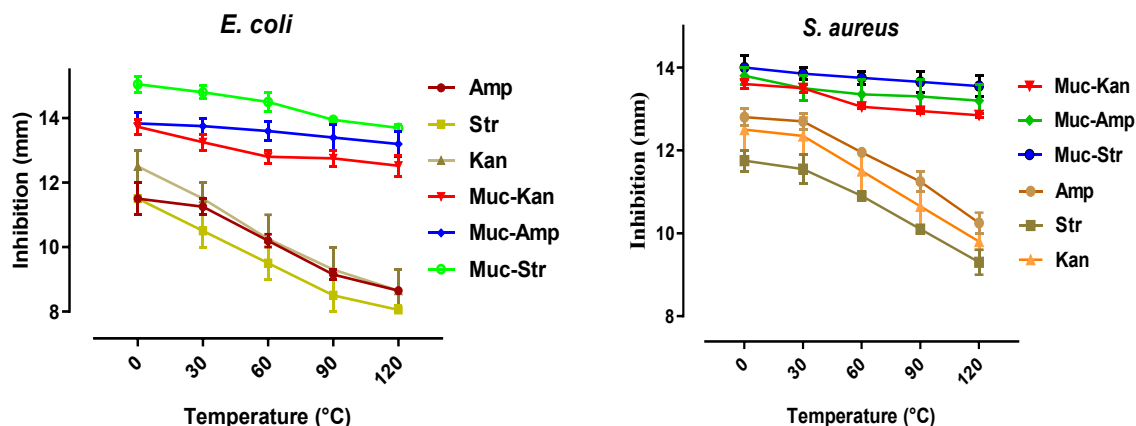 E. coli
Inhibition (mm)
14
12
10
8
0
30
60
90
120
Temperature (°C)
Amp
Str
Kan
Muc-Kan
Muc-Amp
Muc-Str
S. aureus
Inhibition (mm)
14
12
10
8
0
30
60
90
120
Temperature (°C)
Muc-Kan
Muc-Amp
Muc-Str
Amp
Str
Kan